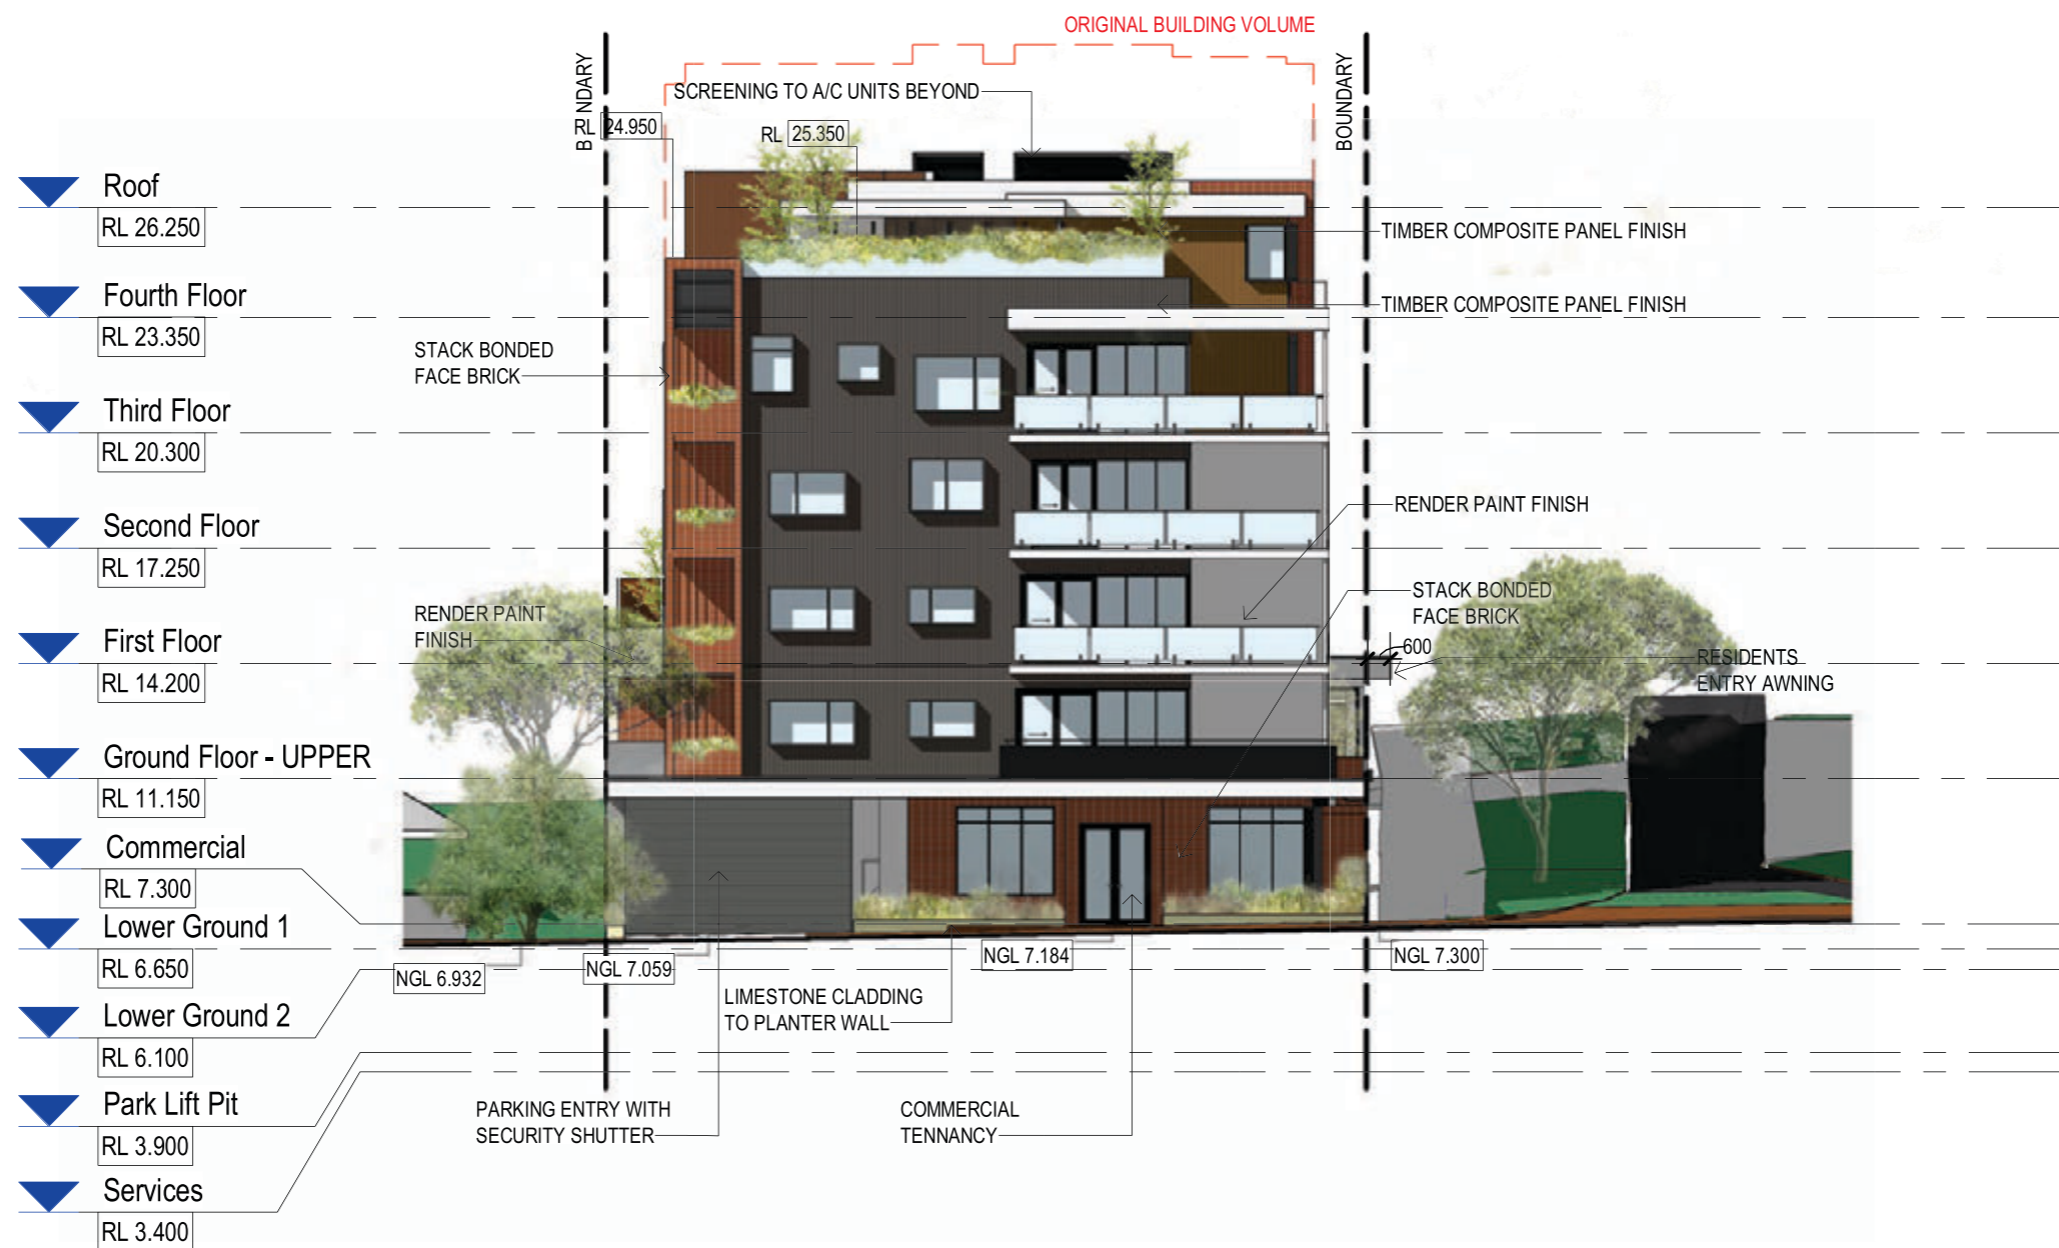 ORIGINAL BUILDING VOLUME
BOUNDARY
SCREENING TO A/C UNITS BEYOND
RL 24.950
RL 25.350
Roof
RL 26.250
TIMBER COMPOSITE PANEL FINISH
Fourth Floor
RL 23.350
TIMBER COMPOSITE PANEL FINISH
STACK BONDED
FACE BRICK
Third Floor
RL 20.300
RENDER PAINT FINISH
Second Floor
RL 17.250
STACK BONDED
FACE BRICK
RENDER PAINT
FINISH
First Floor
RL 14.200
600
RESIDENTS
ENTRY AWNING
Ground Floor - UPPER
RL 11.150
Commercial
RL 7.300
Lower Ground 1
RL 6.650
NGL 6.932
NGL 7.059
NGL 7.184
NGL 7.300
LIMESTONE CLADDING
TO PLANTER WALL
Lower Ground 2
RL 6.100
Park Lift Pit
RL 3.900
PARKING ENTRY WITH
SECURITY SHUTTER
COMMERCIAL
TENNANCY
Services
RL 3.400